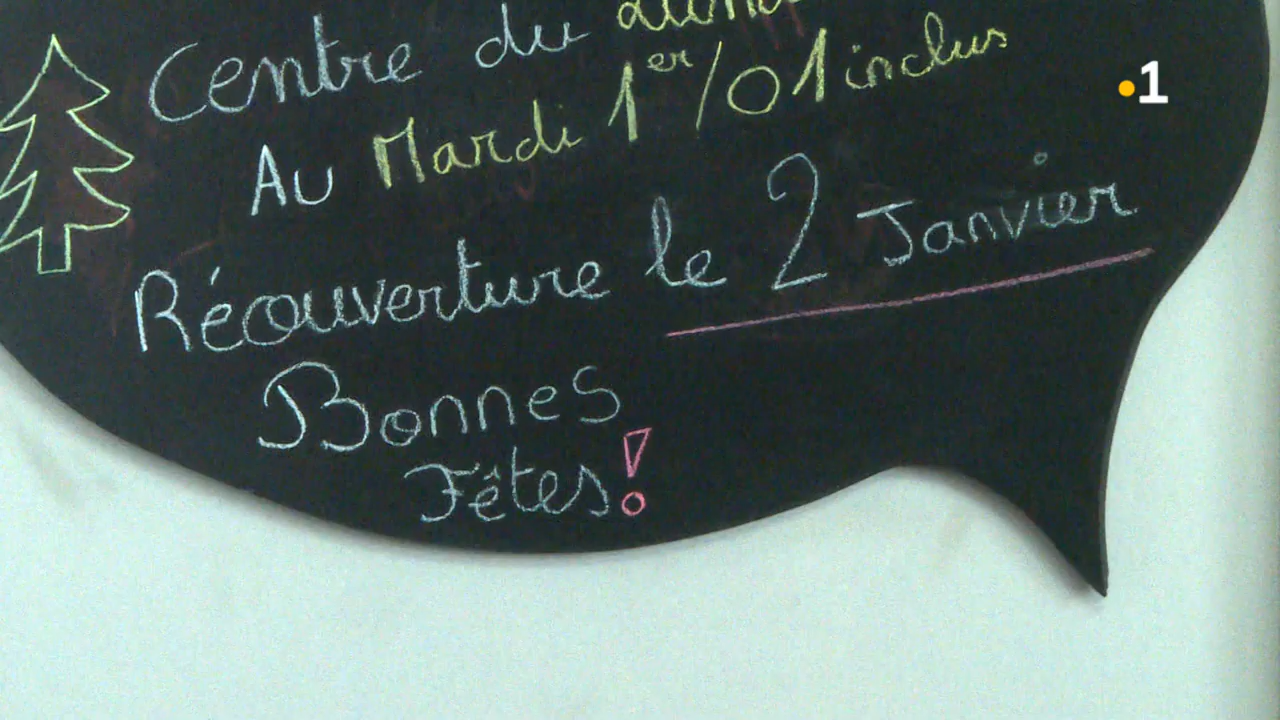 Centre du
Au Mardi 1er/01 inclus
Réouverture le 2 Janvier
Bonnes
Fêtes!
1